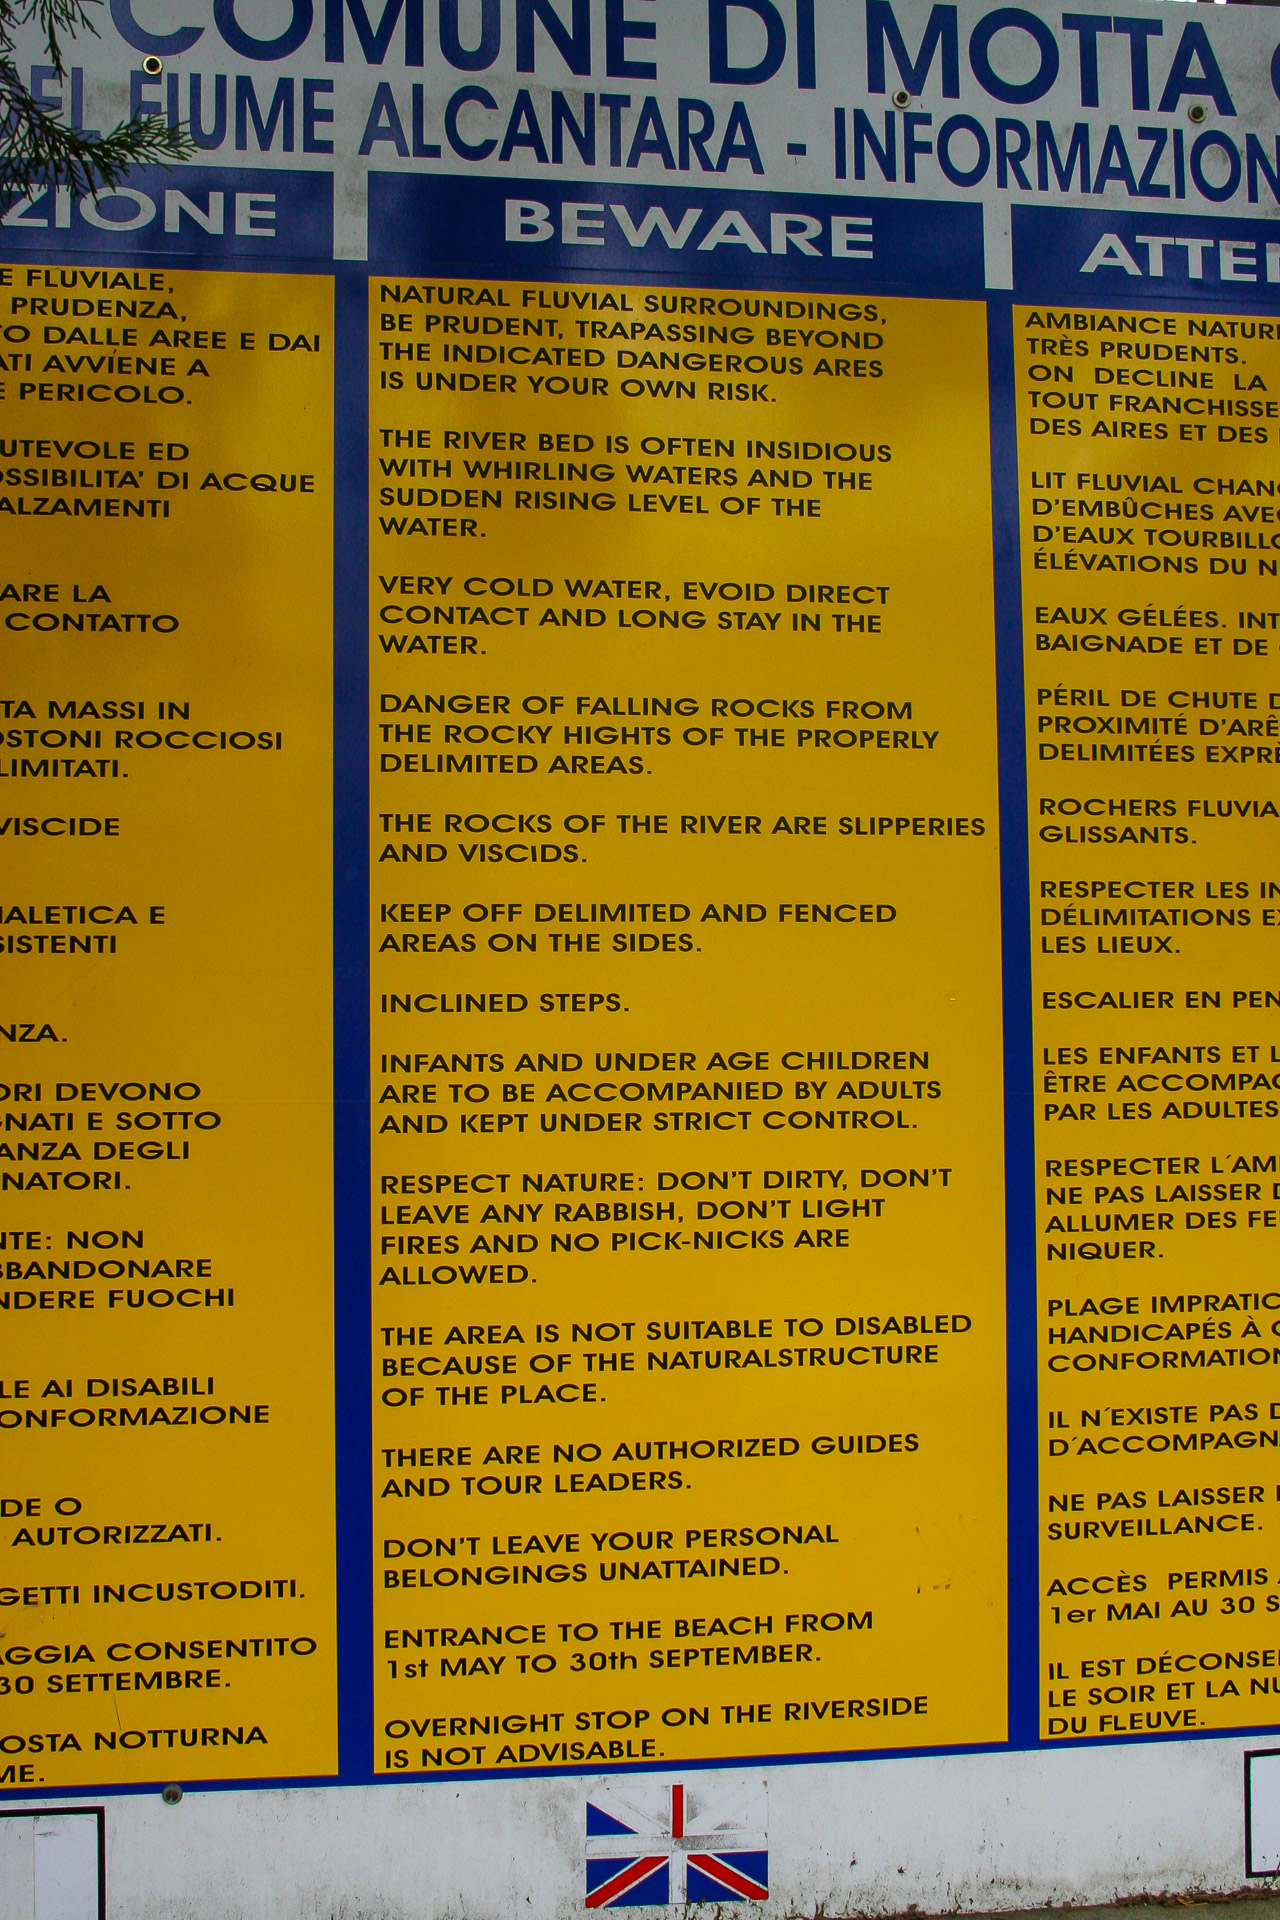 COMUNE DI MOTTA
FIUME ALCANTARA - INFORMAZION
ZIONE
E FLUVIALE,
PRUDENZA,
TO DALLE AREE E DAI
ATI AVVIENE A
E PERICOLO.
UTEVOLE ED
OSSIBILITA' DI ACQUE
ALZAMENTI
ARE LA
CONTATTO
TA MASSI IN
OSTONI ROCCIOSI
LIMITATI.
VISCIDE
NALETICA E
SISTENTI
NZA.
ORI DEVONO
GNATI E SOTTO
ANZA DEGLI
NATORI.
NTE: NON
BBANDONARE
NDERE FUOCHI
LE AI DISABILI
ONFORMAZIONE
DE O
AUTORIZZATI.
GETTI INCUSTODITI.
AGGIA CONSENTITO
30 SETTEMBRE.
OSTA NOTTURNA
ME.
BEWARE
NATURAL FLUVIAL SURROUNDINGS,
BE PRUDENT, TRAPASSING BEYOND
THE INDICATED DANGEROUS ARES
IS UNDER YOUR OWN RISK.
THE RIVER BED IS OFTEN INSIDIOUS
WITH WHIRLING WATERS AND THE
SUDDEN RISING LEVEL OF THE
WATER.
VERY COLD WATER, EVOID DIRECT
CONTACT AND LONG STAY IN THE
WATER.
DANGER OF FALLING ROCKS FROM
THE ROCKY HIGHTS OF THE PROPERLY
DELIMITED AREAS.
THE ROCKS OF THE RIVER ARE SLIPPERIES
AND VISCIDS.
KEEP OFF DELIMITED AND FENCED
AREAS ON THE SIDES.
INCLINED STEPS.
INFANTS AND UNDER AGE CHILDREN
ARE TO BE ACCOMPANIED BY ADULTS
AND KEPT UNDER STRICT CONTROL.
RESPECT NATURE: DON'T DIRTY, DON'T
LEAVE ANY RABBISH, DON'T LIGHT
FIRES AND NO PICK-NICKS ARE
ALLOWED.
THE AREA IS NOT SUITABLE TO DISABLED
BECAUSE OF THE NATURALSTRUCTURE
OF THE PLACE.
THERE ARE NO AUTHORIZED GUIDES
AND TOUR LEADERS.
DON'T LEAVE YOUR PERSONAL
BELONGINGS UNATTAINED.
ENTRANCE TO THE BEACH FROM
1st MAY TO 30th SEPTEMBER.
OVERNIGHT STOP ON THE RIVERSIDE
IS NOT ADVISABLE.
ATTE
AMBIANCE NATURE
TRÈS PRUDENTS.
ON DECLINE LA
TOUT FRANCHISSE
DES AIRES ET DES
LIT FLUVIAL CHANG
D'EMBÛCHES AVEC
D'EAUX TOURBILLO
ÉLÉVATIONS DU N
EAUX GÉLÉES. INT
BAIGNADE ET DE
PÉRIL DE CHUTE D
PROXIMITÉ D'ARÊ
DELIMITÉES EXPRE
ROCHERS FLUVIA
GLISSANTS.
RESPECTER LES IN
DÉLIMITATIONS EX
LES LIEUX.
ESCALIER EN PEN
LES ENFANTS ET L
ÊTRE ACCOMPAG
PAR LES ADULTES
RESPECTER L´AM
NE PAS LAISSER D
ALLUMER DES FE
NIQUER.
PLAGE IMPRATIC
HANDICAPÉS À
CONFORMATION
IL N´EXISTE PAS D
D´ACCOMPAGN
NE PAS LAISSER
SURVEILLANCE.
ACCÈS PERMIS
1er MAI AU 30 S
IL EST DÉCONSE
LE SOIR ET LA NU
DU FLEUVE.